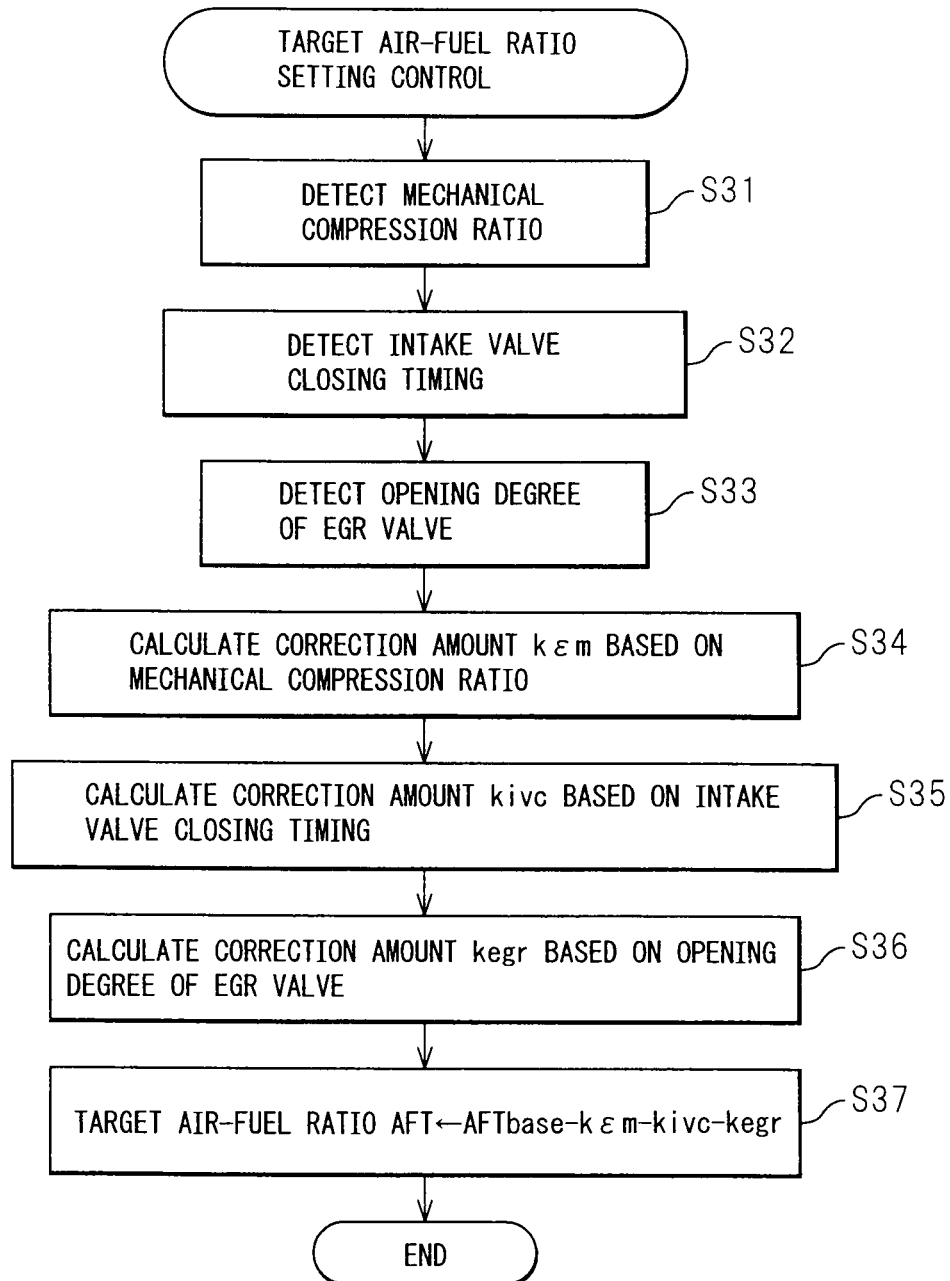 TARGET AIR-FUEL RATIO
SETTING CONTROL
DETECT MECHANICAL
COMPRESSION RATIO
S31
DETECT INTAKE VALVE
CLOSING TIMING
S32
DETECT OPENING DEGREE
OF EGR VALVE
S33
CALCULATE CORRECTION AMOUNT kεm BASED ON
MECHANICAL COMPRESSION RATIO
S34
CALCULATE CORRECTION AMOUNT kivc BASED ON INTAKE
VALVE CLOSING TIMING
S35
CALCULATE CORRECTION AMOUNT kegr BASED ON OPENING
DEGREE OF EGR VALVE
S36
TARGET AIR-FUEL RATIO AFT←AFTbase-kεm-kivc-kegr
S37
END